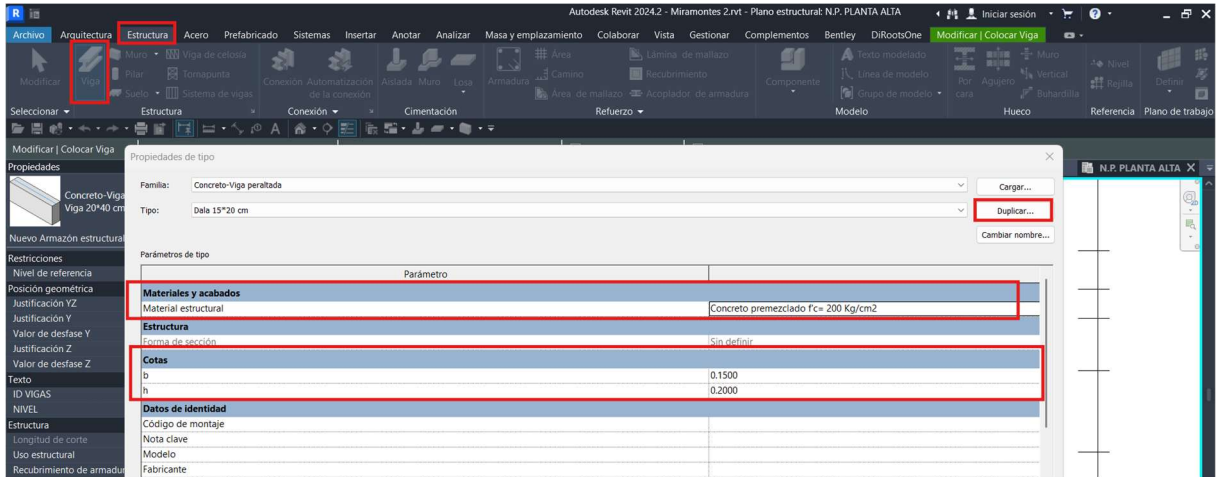 Autodesk Revit 2024.2 - Miramontes 2.rvt - Plano estructural: N.P. PLANTA ALTA
Iniciar sesión
Archivo Arquitectura Estructura Acero Prefabricado Sistemas Insertar Anotar Analizar Masa y emplazamiento Colaborar Vista Gestionar Complementos Bentley DiRootsOne Modificar | Colocar Viga
Modificar Viga Muro Viga de celosía Conexión Automatización de la conexión Aislada Muro Losa Armadura Área Lámina de mallazo Componente Texto modelado Por cara Agujero Muro Nivel Definir
Pilar Tornapunta Camino Recubrimiento Línea de modelo Vertical Rejilla
Suelo Sistema de vigas Área de mallazo Acoplador de armadura Grupo de modelo Buhardilla
Seleccionar Estructura Conexión Cimentación Refuerzo Modelo Hueco Referencia Plano de trabajo
Modificar | Colocar Viga
Propiedades
Concreto-Viga
Viga 20*40 cm
Nuevo Armazón estructural
Restricciones
Nivel de referencia
Posición geométrica
Justificación YZ
Justificación Y
Valor de desfase Y
Justificación Z
Valor de desfase Z
Texto
ID VIGAS
NIVEL
Estructura
Longitud de corte
Uso estructural
Recubrimiento de armadu
Propiedades de tipo
Familia: Concreto-Viga peraltada Cargar...
Tipo: Dala 15*20 cm Duplicar...
Cambiar nombre...
Parámetros de tipo
Parámetro
Materiales y acabados
Material estructural Concreto premezclado f'c= 200 Kg/cm2
Estructura
Forma de sección Sin definir
Cotas
b 0.1500
h 0.2000
Datos de identidad
Código de montaje
Nota clave
Modelo
Fabricante
N.P. PLANTA ALTA